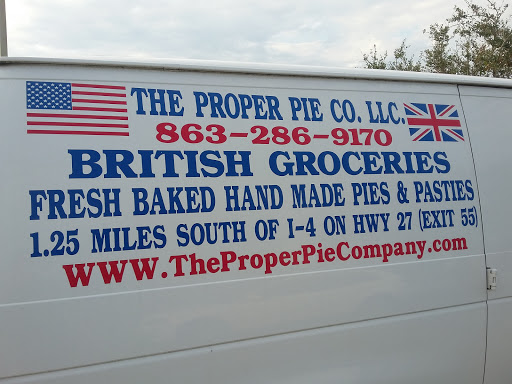 THE PROPER PIE CO. LLC.
863-286-9170
BRITISH GROCERIES
FRESH BAKED HAND MADE PIES & PASTIES
1.25 MILES SOUTH OF I-4 ON HWY 27 (EXIT 55)
WWW.TheProperPieCompany.com